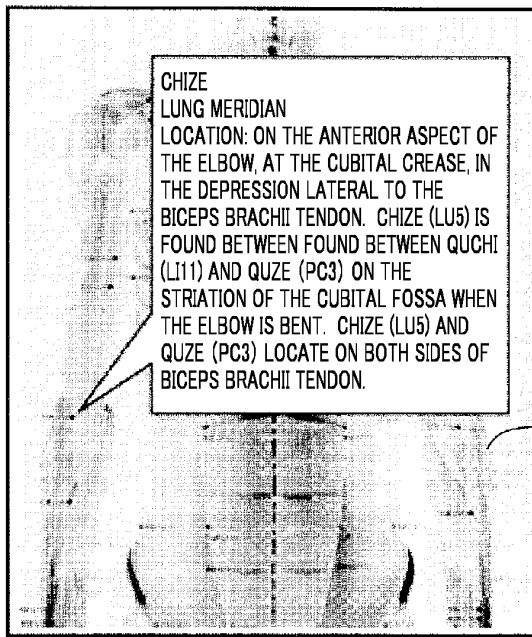 CHIZE
LUNG MERIDIAN
LOCATION: ON THE ANTERIOR ASPECT OF
THE ELBOW, AT THE CUBITAL CREASE, IN
THE DEPRESSION LATERAL TO THE
BICEPS BRACHII TENDON. CHIZE (LU5) IS
FOUND BETWEEN FOUND BETWEEN QUCHI
(LI11) AND QUZE (PC3) ON THE
STRIATION OF THE CUBITAL FOSSA WHEN
THE ELBOW IS BENT. CHIZE (LU5) AND
QUZE (PC3) LOCATE ON BOTH SIDES OF
BICEPS BRACHII TENDON.